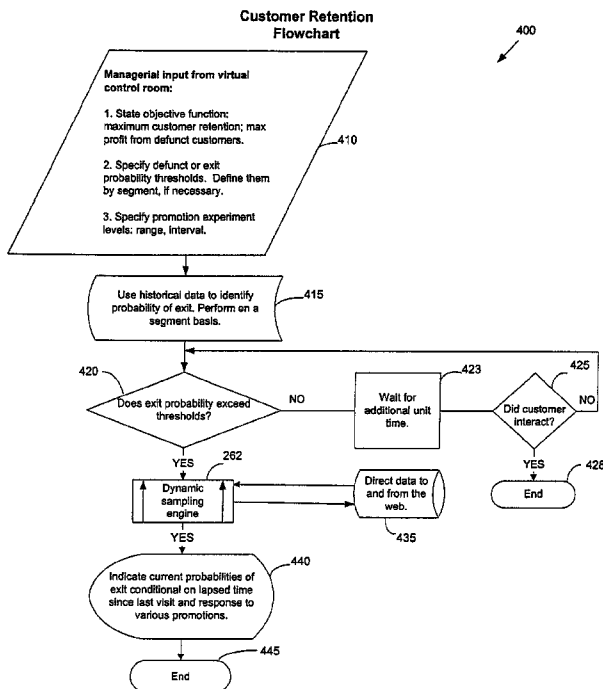 Customer Retention
Flowchart
400
Managerial input from virtual
control room:
1. State objective function:
maximum customer retention; max
profit from defunct customers.
2. Specify defunct or exit
probability thresholds. Define them
by segment, if necessary.
3. Specify promotion experiment
levels: range, interval.
410
Use historical data to identify
probability of exit. Perform on a
segment basis.
415
420
Does exit probability exceed
thresholds?
NO
423
Wait for
additional unit
time.
425
Did customer
interact?
NO
YES
428
End
YES
262
Dynamic
sampling
engine
Direct data to
and from the
web.
435
YES
440
Indicate current probabilities of
exit conditional on lapsed time
since last visit and response to
various promotions.
445
End